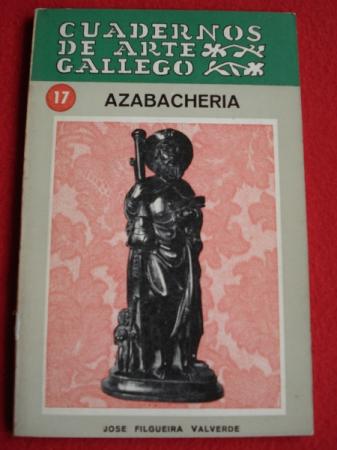 CUADERNOS
DE ARTE
GALLEGO
17 AZABACHERIA
JOSE FILGUEIRA VALVERDE